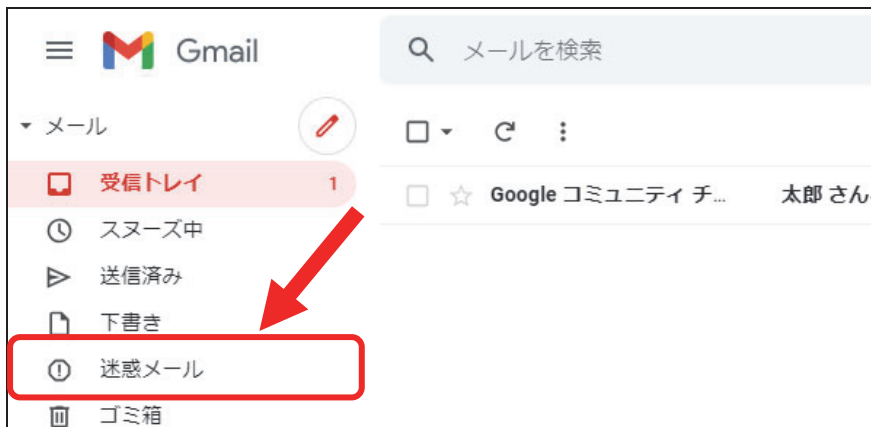 Gmail
メールを検索
メール
受信トレイ 1
Google コミュニティ チ... 太郎 さん
スヌーズ中
送信済み
下書き
迷惑メール
ゴミ箱